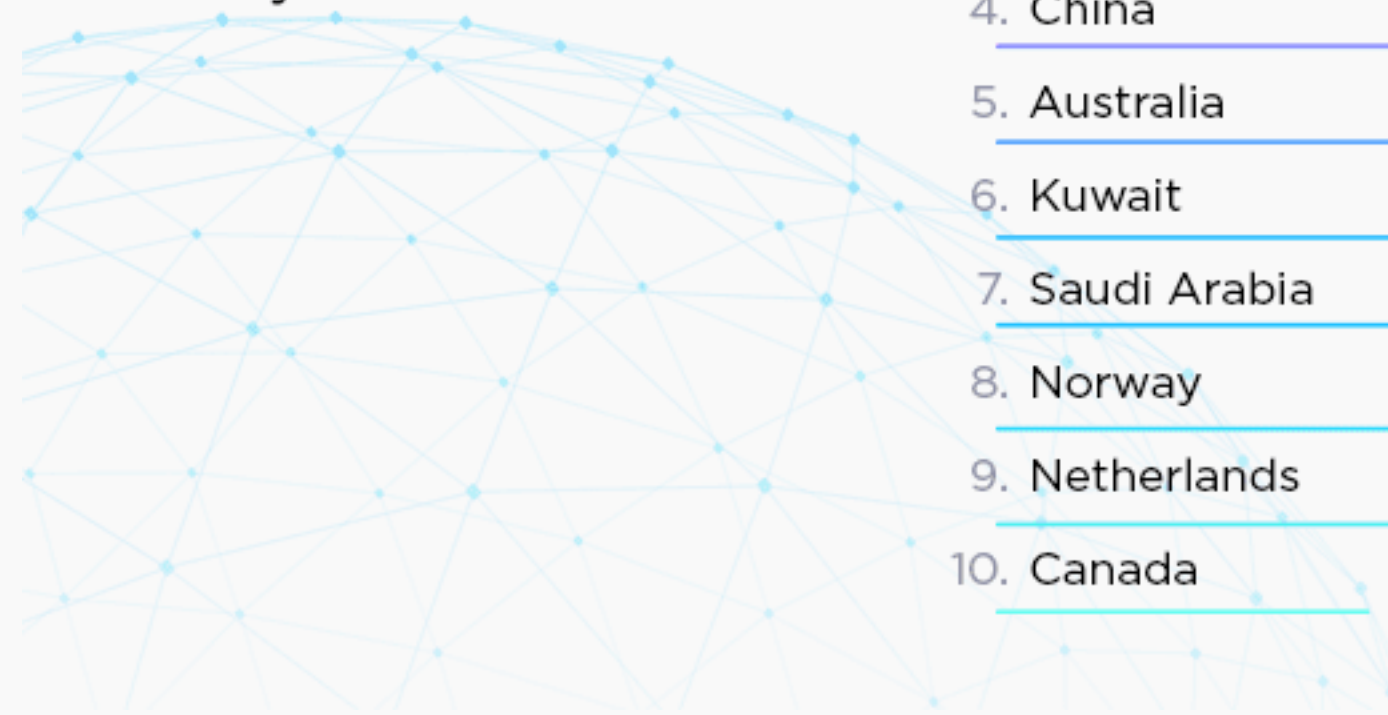 4. China
5. Australia
6. Kuwait
7. Saudi Arabia
8. Norway
9. Netherlands
10. Canada